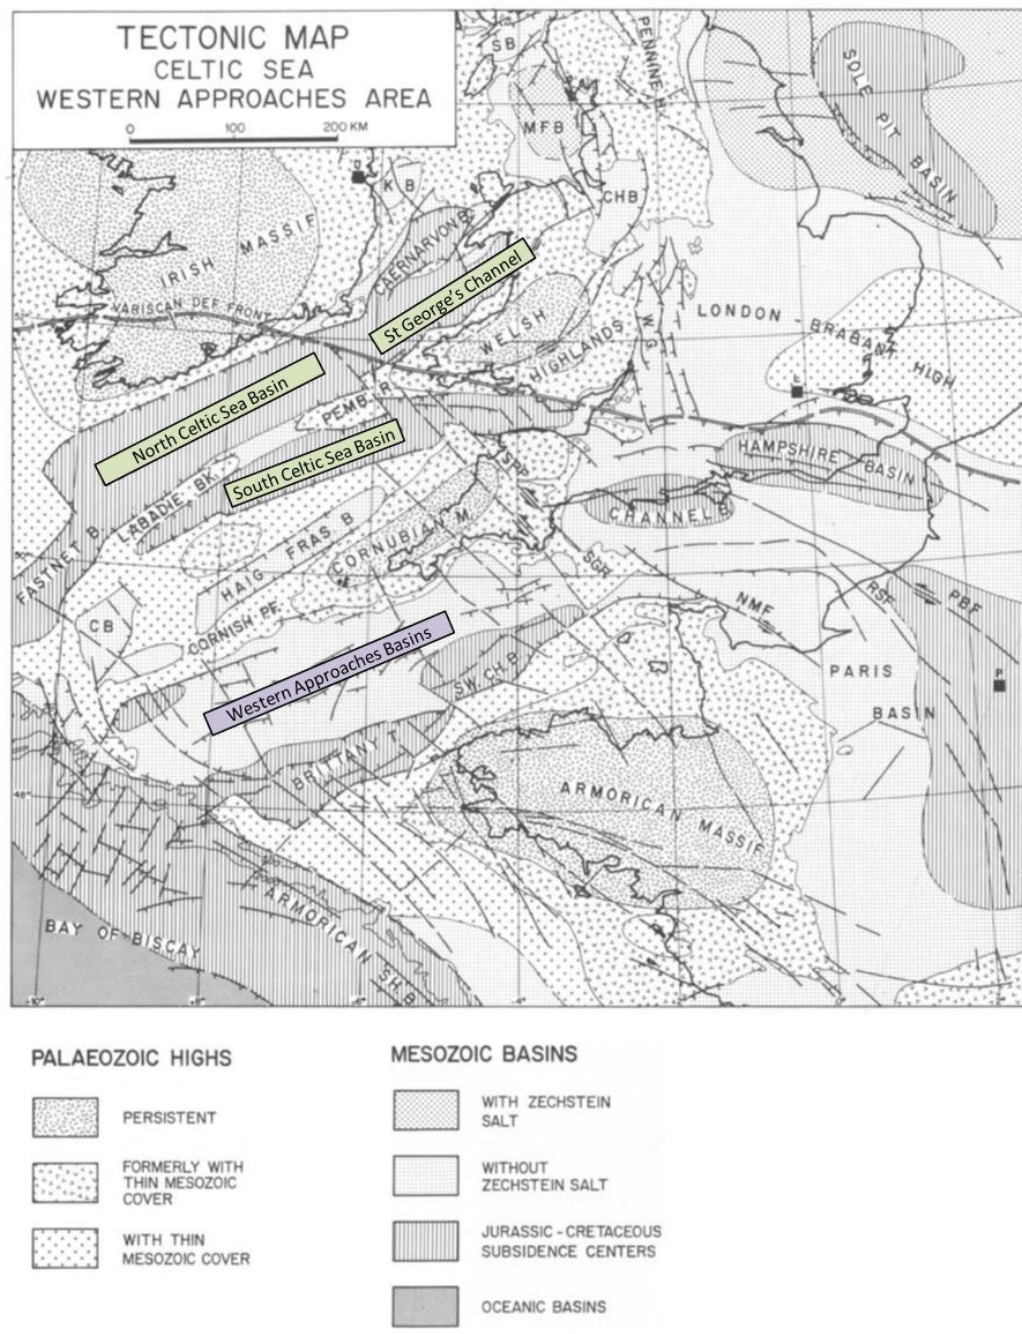 TECTONIC MAP
CELTIC SEA
WESTERN APPROACHES AREA
0 100 200 KM
SB
PENNINE H.
SOLE PIT BASIN
MFB
D
K B
CHB
IRISH MASSIF
CAERNARVON B.
St George's Channel
VARISCAN DEF FRONT
WELSH
HIGHLANDS
W.G.
LONDON - BRABANT
HIGH
L
North Celtic Sea Basin
PEMB. R.
South Celtic Sea Basin
HAMPSHIRE BASIN
SPP
S
CHANNEL B.
LABADIE BK.
FASTNET B.
HAIG FRAS B
CORNUBIAN M.
SGR
CB
CORNISH PF.
NMF
RSF
PBF
Western Approaches Basins
SW CH. B.
PARIS
BASIN
P
BRITTANY T.
ARMORICAN MASSIF
48°
BAY OF BISCAY
ARMORICAN SH.B.
PALAEOZOIC HIGHS
PERSISTENT
FORMERLY WITH
THIN MESOZOIC
COVER
WITH THIN
MESOZOIC COVER
MESOZOIC BASINS
WITH ZECHSTEIN
SALT
WITHOUT
ZECHSTEIN SALT
JURASSIC - CRETACEOUS
SUBSIDENCE CENTERS
OCEANIC BASINS